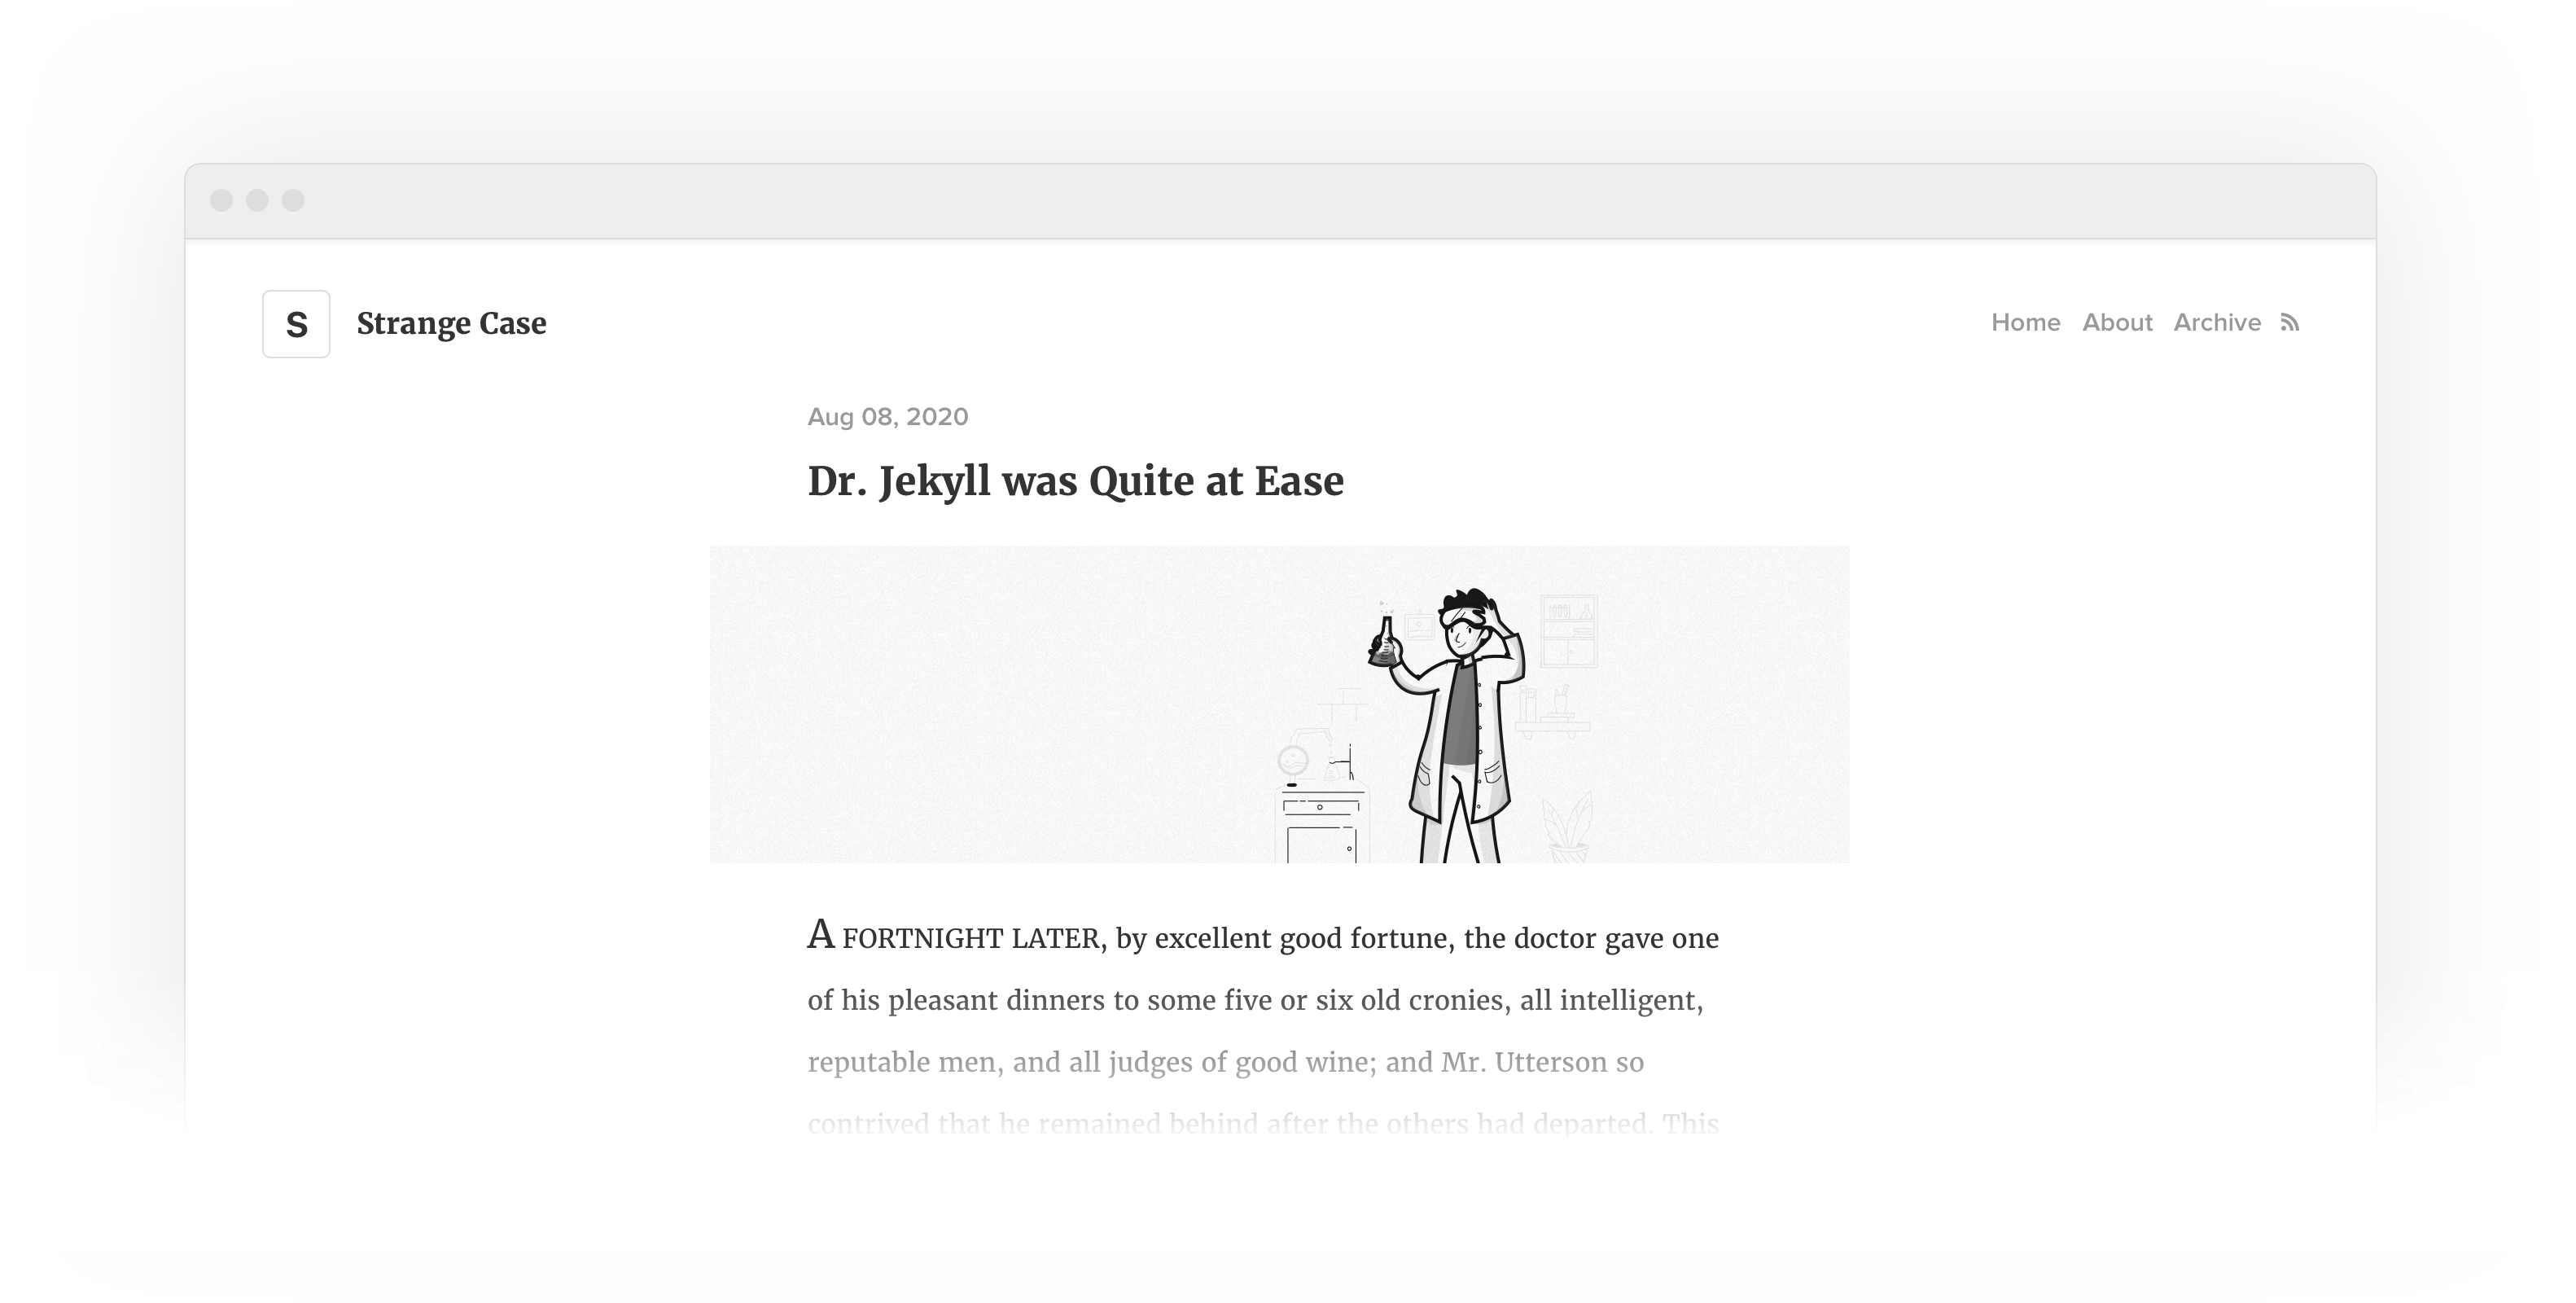 S
Strange Case
Home About Archive
Aug 08, 2020
Dr. Jekyll was Quite at Ease
A FORTNIGHT LATER, by excellent good fortune, the doctor gave one
of his pleasant dinners to some five or six old cronies, all intelligent,
reputable men, and all judges of good wine; and Mr. Utterson so
contrived that he remained behind after the others had departed. This